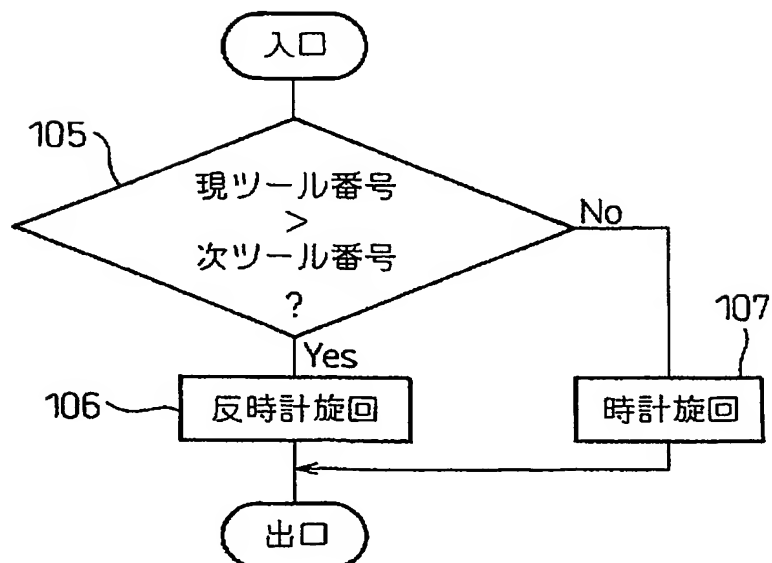 入口
105
現ツール番号
>
次ツール番号
?
No
Yes
107
106
反時計旋回
時計旋回
出口